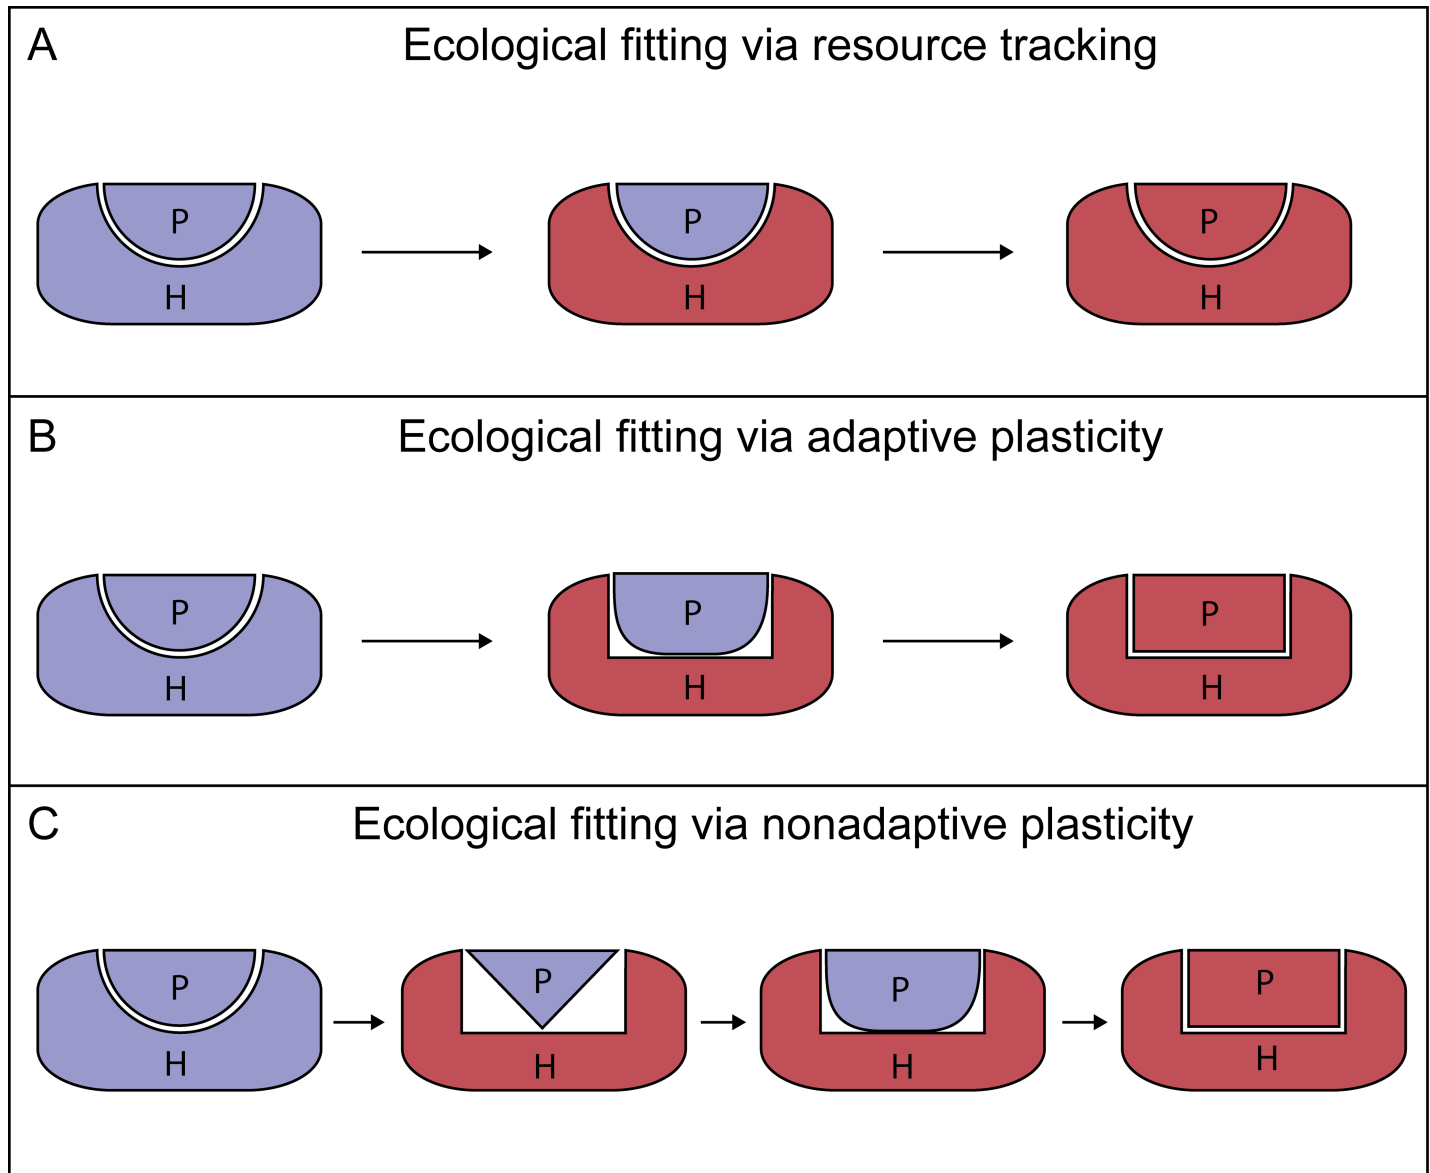 A
Ecological fitting via resource tracking
P
H
P
H
P
H
B
Ecological fitting via adaptive plasticity
P
H
P
H
P
H
C
Ecological fitting via nonadaptive plasticity
P
H
P
H
P
H
P
H